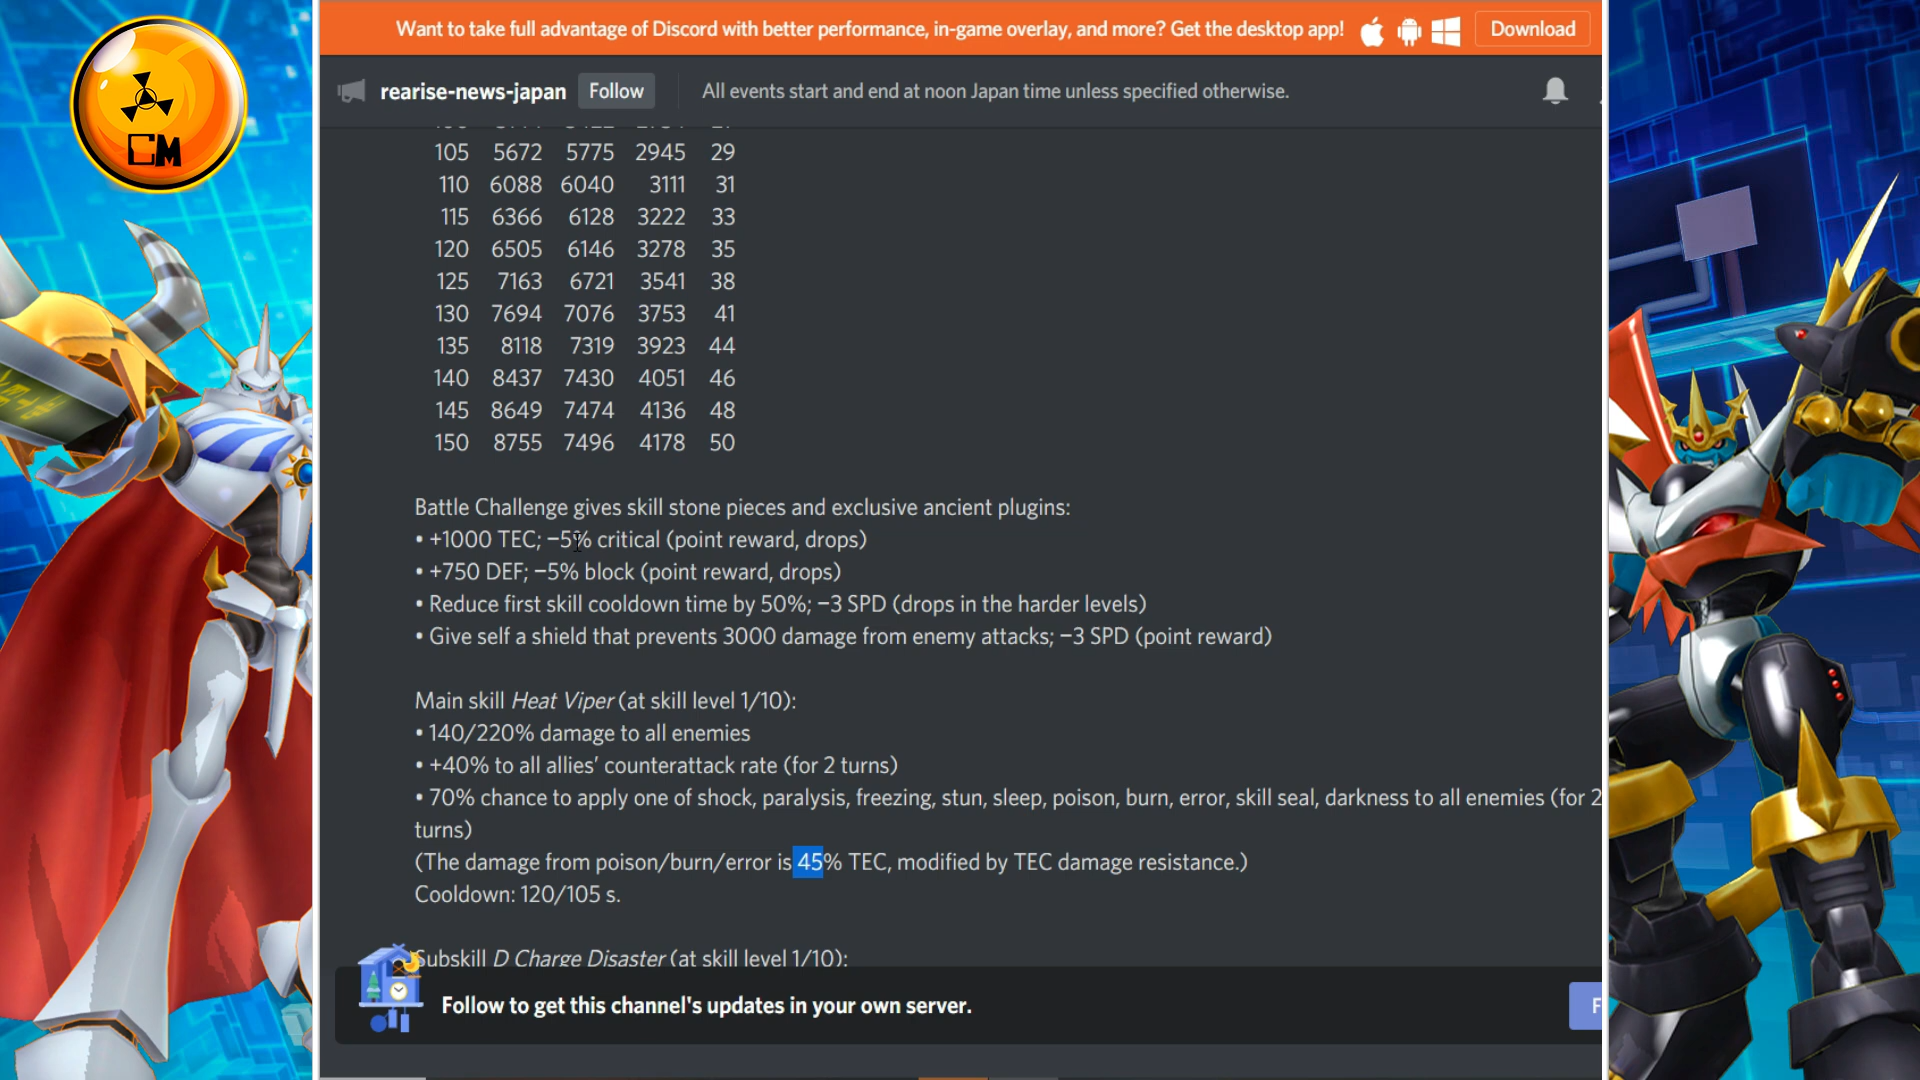 CM
Want to take full advantage of Discord with better performance, in-game overlay, and more? Get the desktop app!
Download
rearise-news-japan
Follow
All events start and end at noon Japan time unless specified otherwise.
105 5672 5775 2945 29
110 6088 6040 3111 31
115 6366 6128 3222 33
120 6505 6146 3278 35
125 7163 6721 3541 38
130 7694 7076 3753 41
135 8118 7319 3923 44
140 8437 7430 4051 46
145 8649 7474 4136 48
150 8755 7496 4178 50
Battle Challenge gives skill stone pieces and exclusive ancient plugins:
• +1000 TEC; −5% critical (point reward, drops)
• +750 DEF; −5% block (point reward, drops)
• Reduce first skill cooldown time by 50%; −3 SPD (drops in the harder levels)
• Give self a shield that prevents 3000 damage from enemy attacks; −3 SPD (point reward)
Main skill Heat Viper (at skill level 1/10):
• 140/220% damage to all enemies
• +40% to all allies’ counterattack rate (for 2 turns)
• 70% chance to apply one of shock, paralysis, freezing, stun, sleep, poison, burn, error, skill seal, darkness to all enemies (for 2
turns)
(The damage from poison/burn/error is 45% TEC, modified by TEC damage resistance.)
Cooldown: 120/105 s.
Subskill D Charge Disaster (at skill level 1/10):
Follow to get this channel's updates in your own server.
F